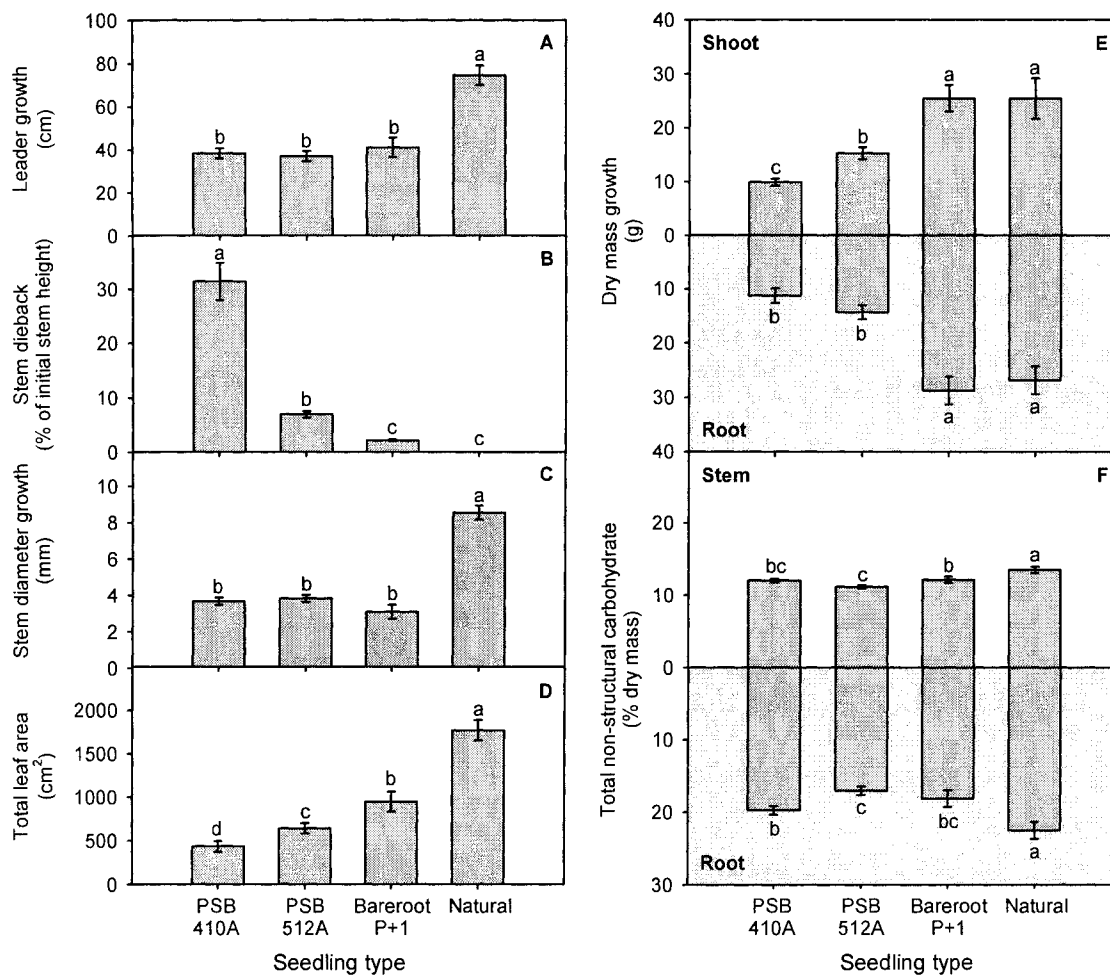 100
80
60
40
20
0
Leader growth
(cm)
A
b
b
b
a
30
20
10
0
Stem dieback
(% of initial stem height)
B
a
b
c
c
10
8
6
4
2
0
Stem diameter growth
(mm)
C
b
b
b
a
2000
1500
1000
500
0
Total leaf area
(cm²)
D
d
c
b
a
PSB
410A
PSB
512A
Bareroot
P+1
Natural
Seedling type
40
30
20
10
0
10
20
30
40
Dry mass growth
(g)
Shoot
E
c
b
a
a
b
b
a
a
Root
20
10
0
10
20
30
Total non-structural carbohydrate
(% dry mass)
Stem
F
bc
c
b
a
b
c
bc
a
Root
PSB
410A
PSB
512A
Bareroot
P+1
Natural
Seedling type